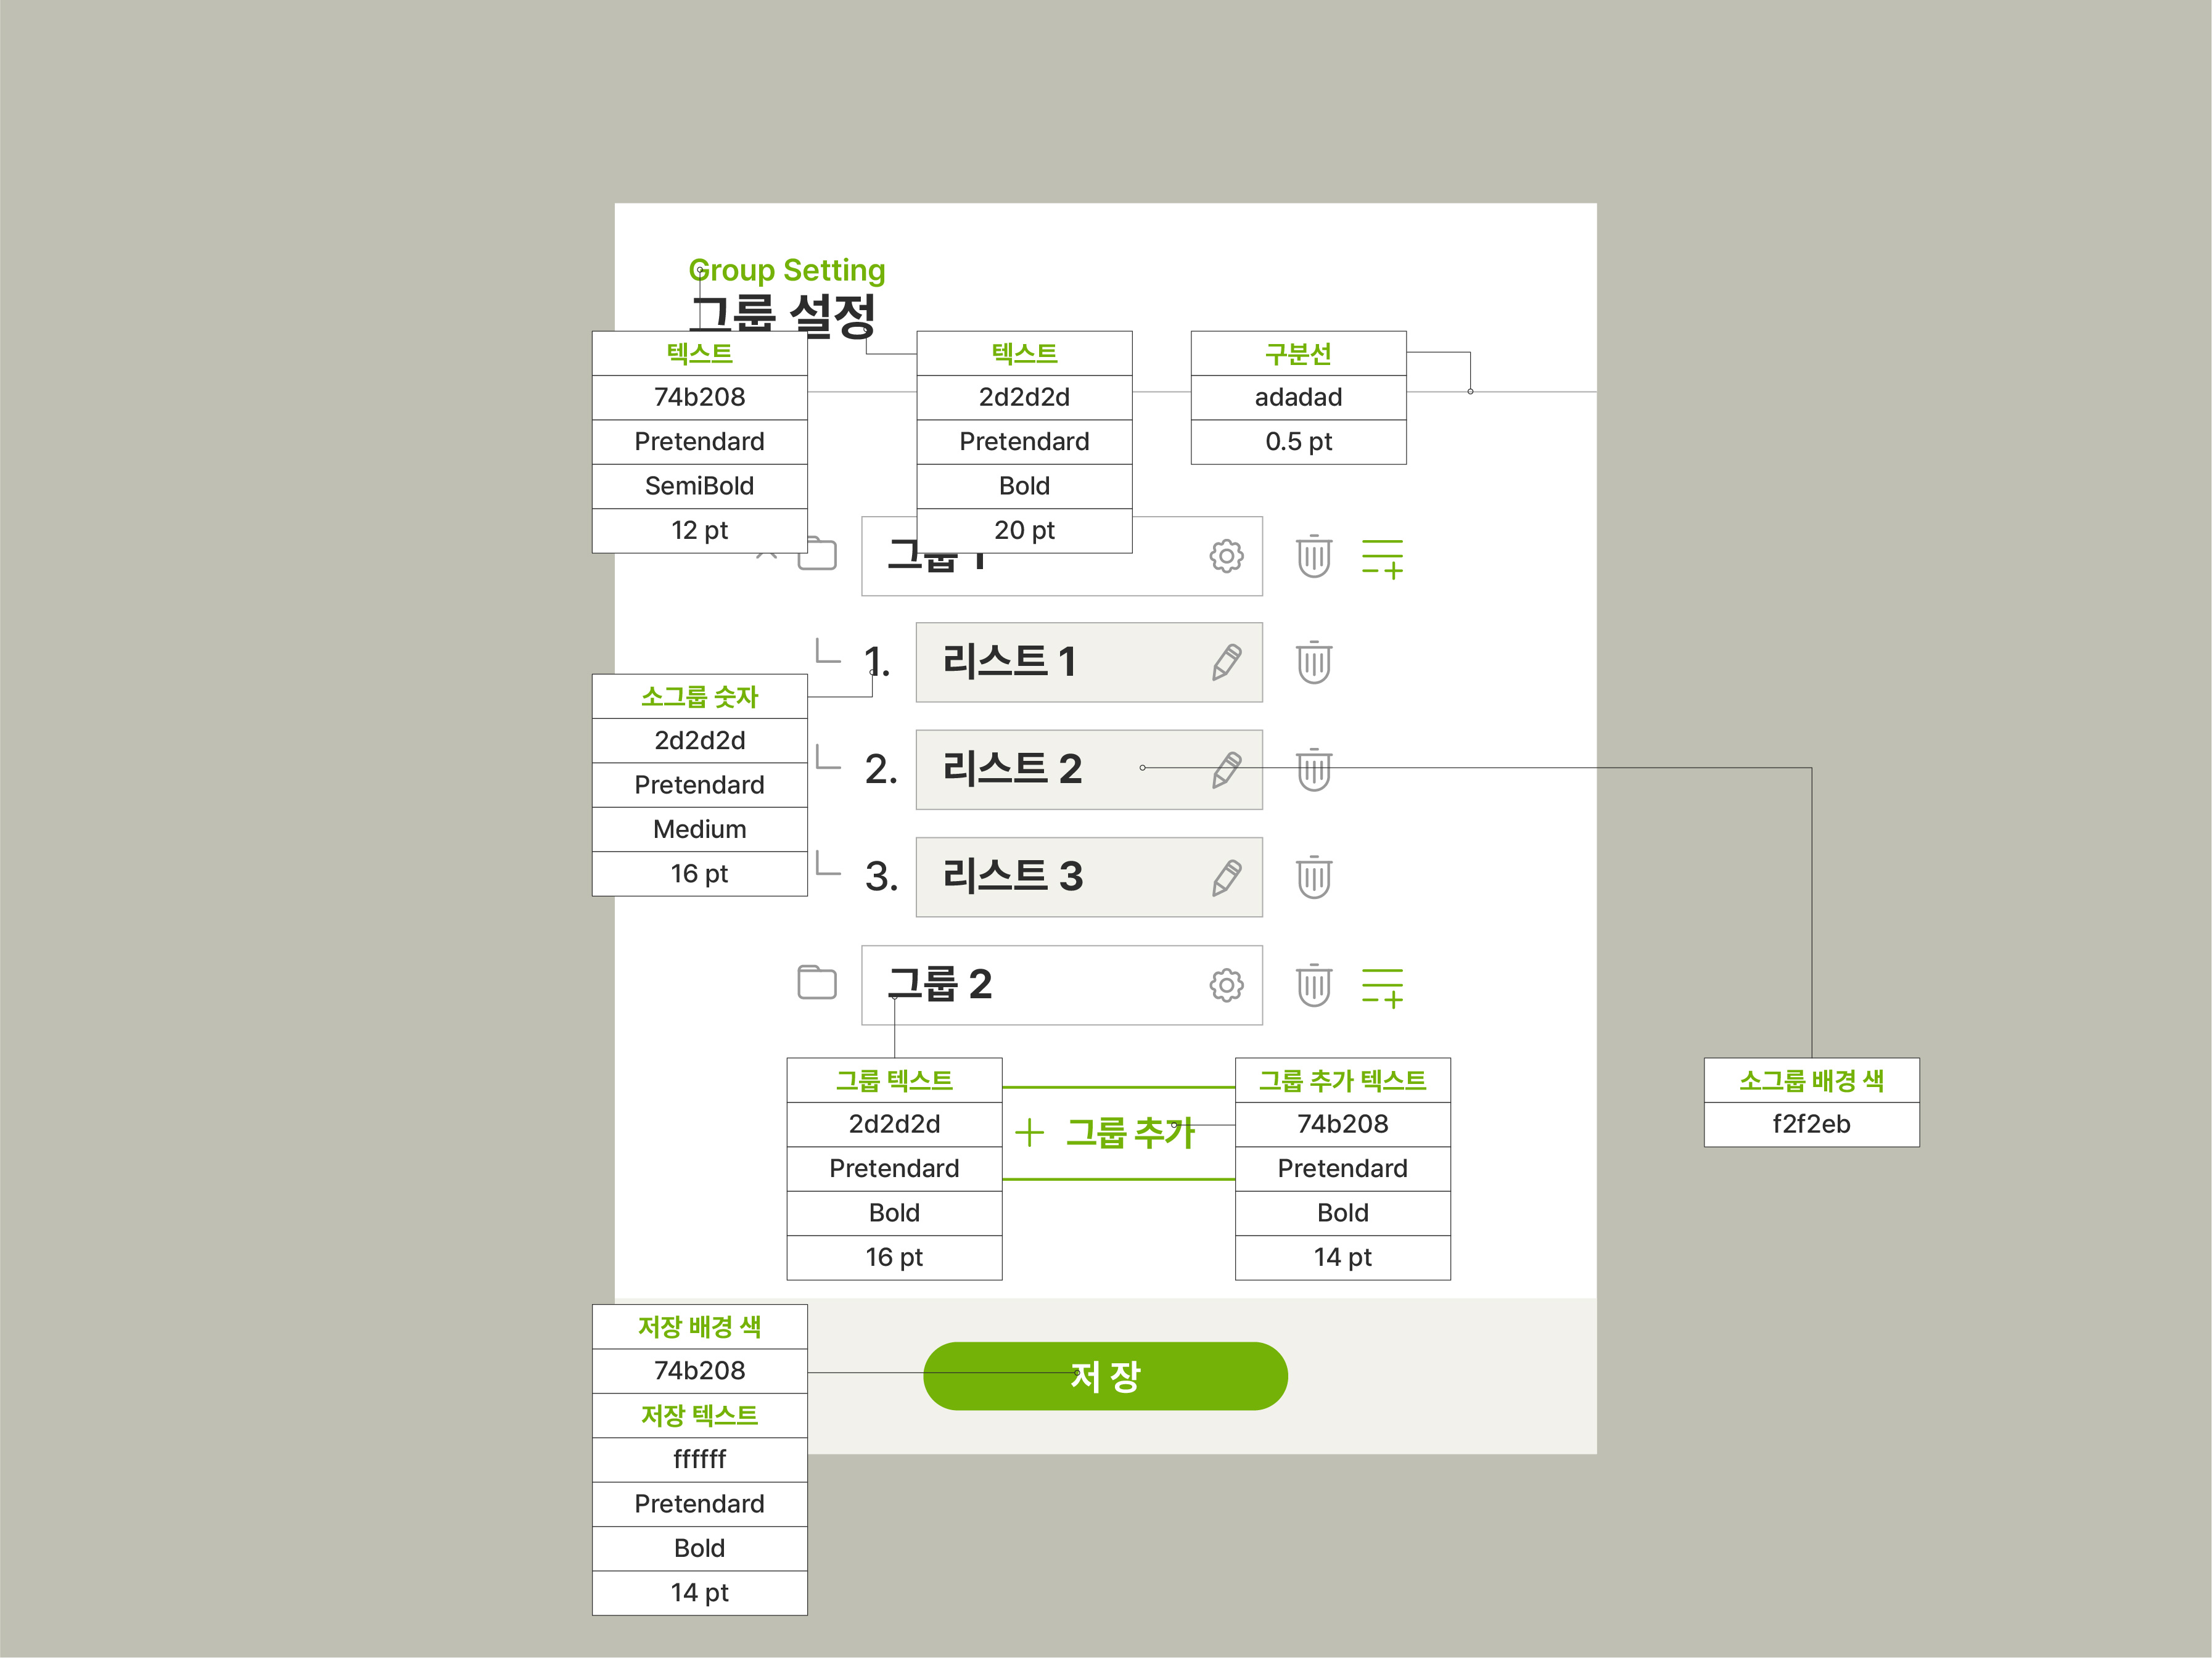 Group Setting
그룹 설정
텍스트
74b208
Pretendard
SemiBold
12 pt
텍스트
2d2d2d
Pretendard
Bold
20 pt
구분선
adadad
0.5 pt
그룹 1
1. 리스트 1
2. 리스트 2
3. 리스트 3
소그룹 숫자
2d2d2d
Pretendard
Medium
16 pt
그룹 2
그룹 텍스트
2d2d2d
Pretendard
Bold
16 pt
+ 그룹 추가
그룹 추가 텍스트
74b208
Pretendard
Bold
14 pt
소그룹 배경 색
f2f2eb
저장 배경 색
74b208
저장 텍스트
ffffff
Pretendard
Bold
14 pt
저 장